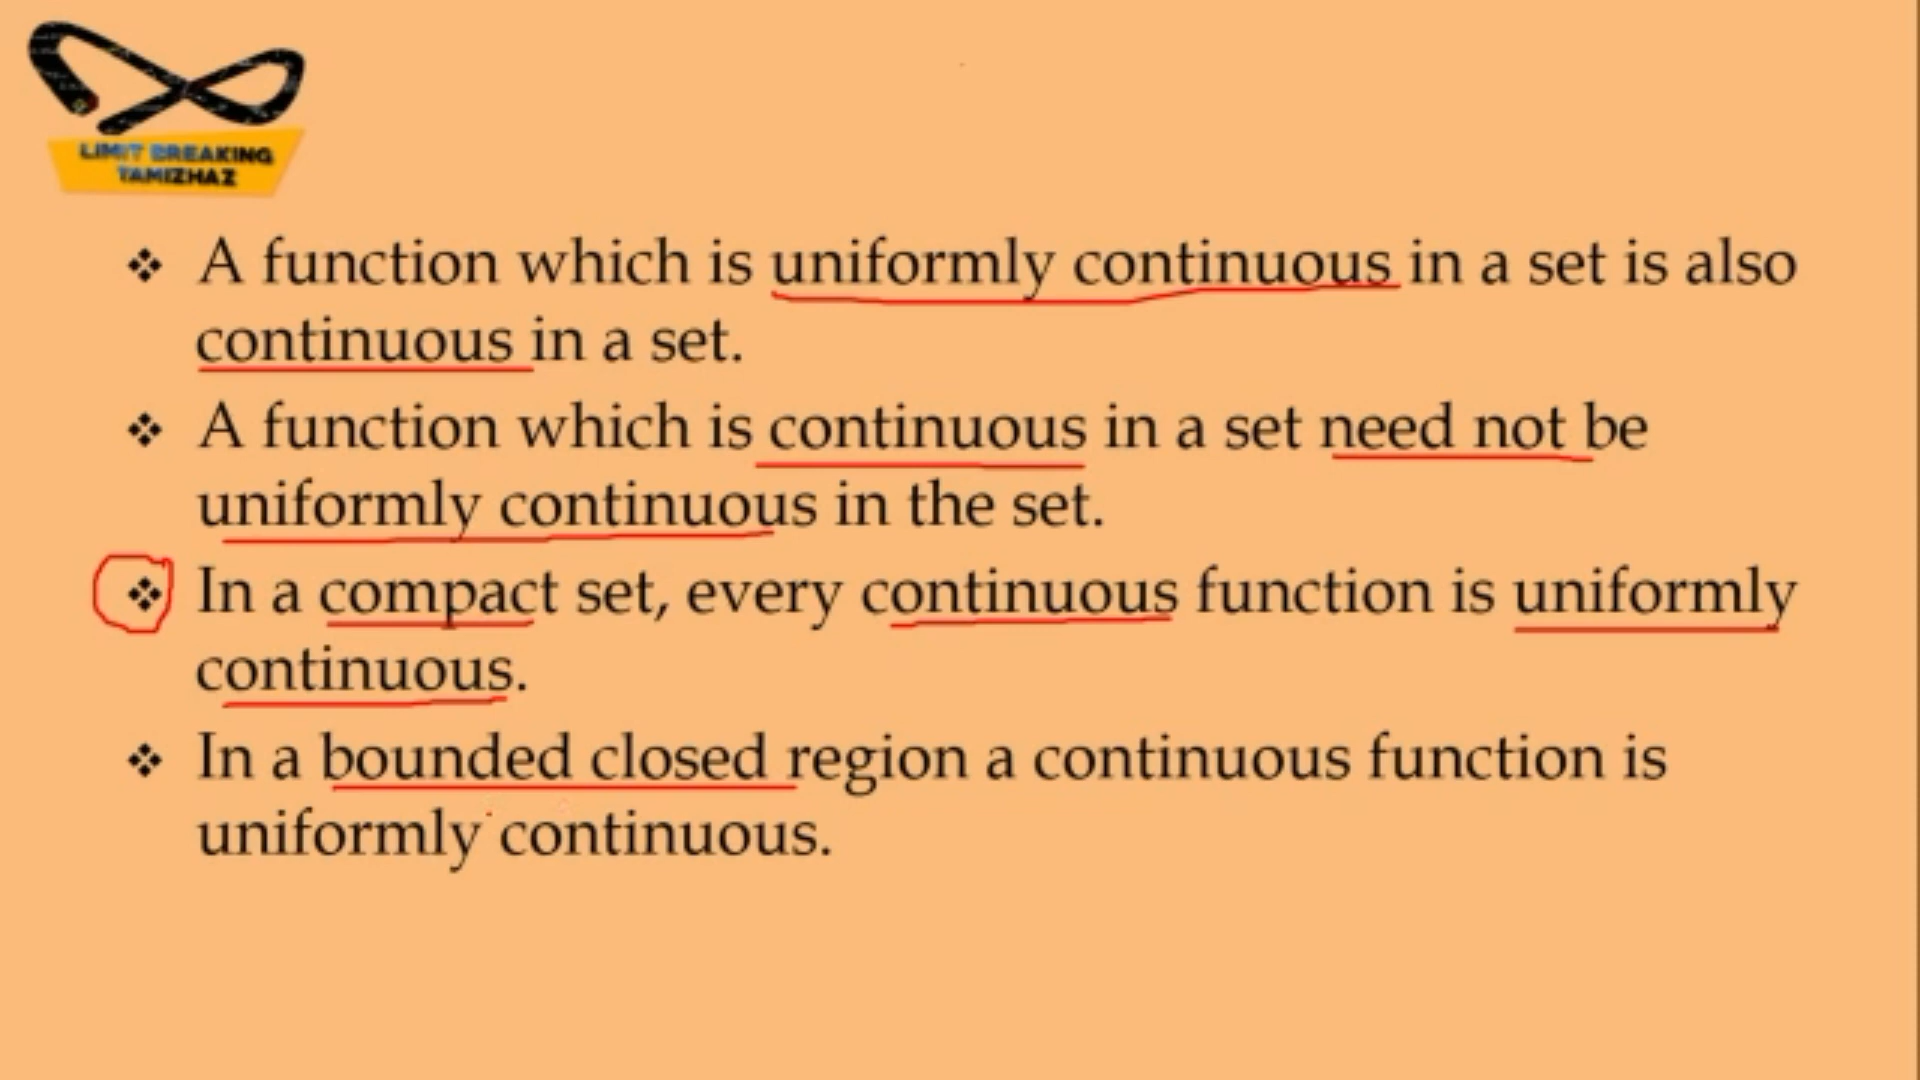 LIMIT BREAKING
TAMIZHAZ
❖ A function which is uniformly continuous in a set is also
continuous in a set.
❖ A function which is continuous in a set need not be
uniformly continuous in the set.
❖ In a compact set, every continuous function is uniformly
continuous.
❖ In a bounded closed region a continuous function is
uniformly continuous.